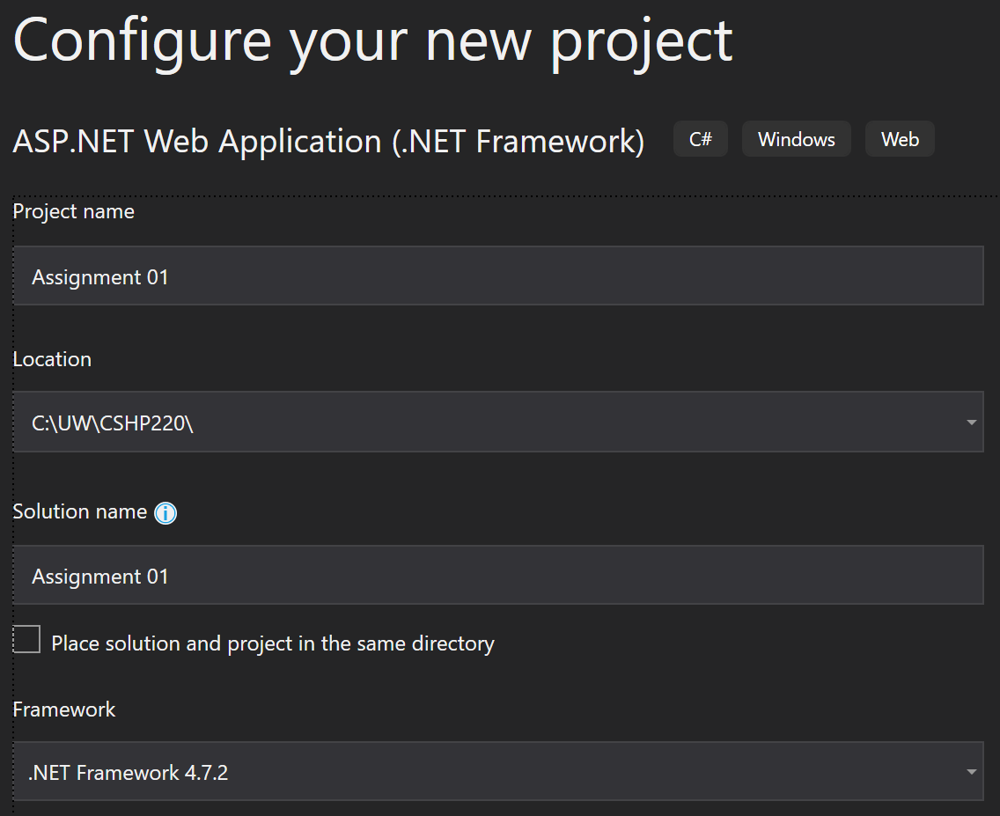 Configure your new project
ASP.NET Web Application (.NET Framework) C# Windows Web
Project name
Assignment 01
Location
C:\UW\CSHP220\
Solution name
Assignment 01
Place solution and project in the same directory
Framework
.NET Framework 4.7.2